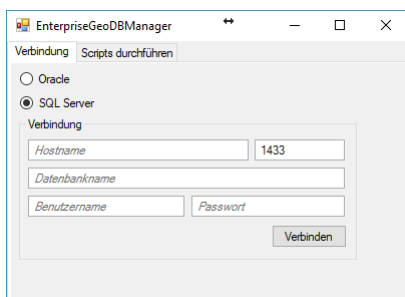 EnterpriseGeoDBManager
Verbindung Scripts durchführen
Oracle
SQL Server
Verbindung
Hostname 1433
Datenbankname
Benutzername Passwort
Verbinden